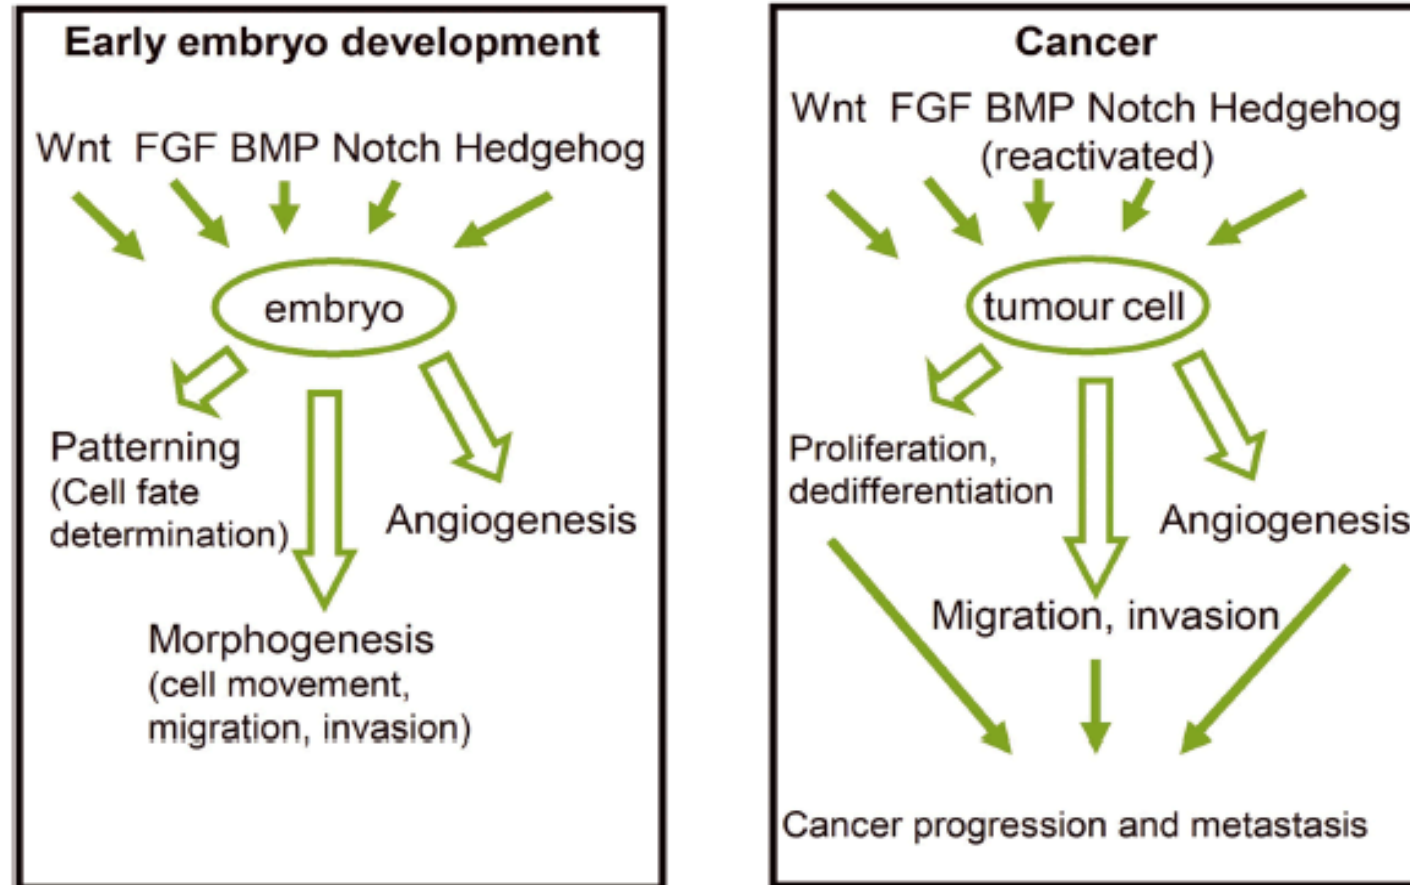 Early embryo development
Wnt FGF BMP Notch Hedgehog
embryo
Patterning
(Cell fate
determination)
Angiogenesis
Morphogenesis
(cell movement,
migration, invasion)
Cancer
Wnt FGF BMP Notch Hedgehog
(reactivated)
tumour cell
Proliferation,
dedifferentiation
Angiogenesis
Migration, invasion
Cancer progression and metastasis